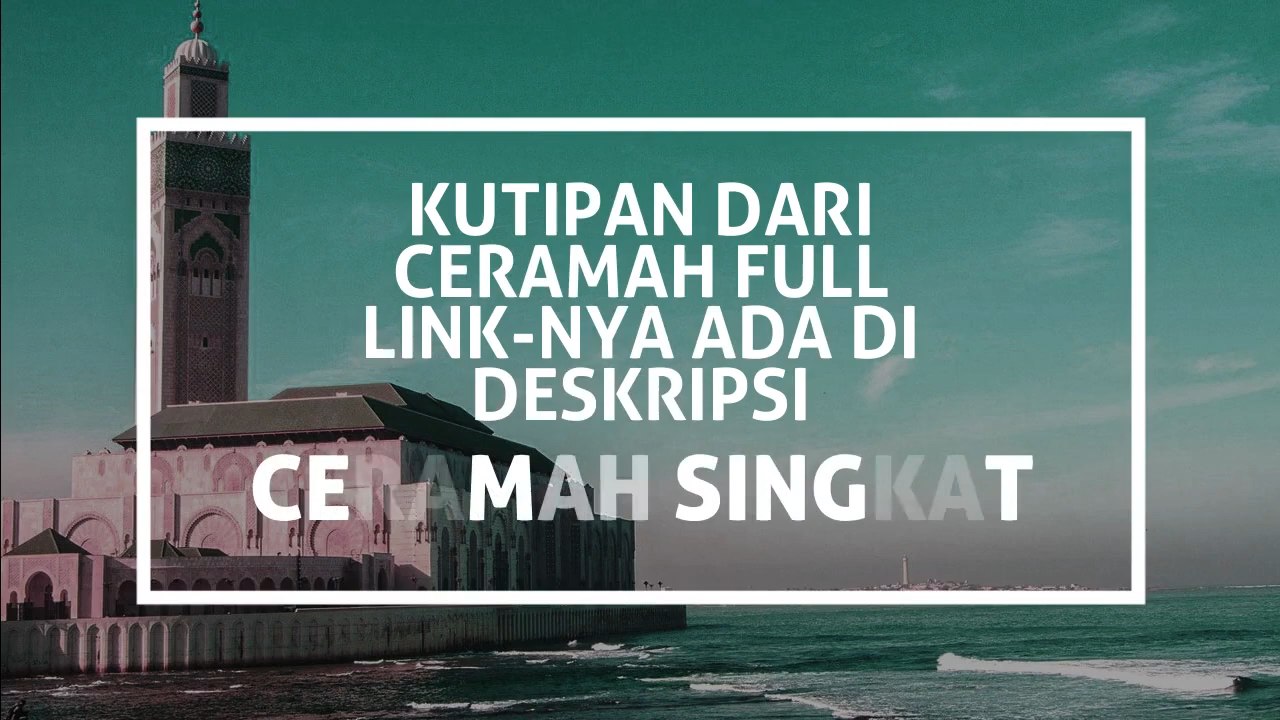 KUTIPAN DARI
CERAMAH FULL
LINK-NYA ADA DI
DESKRIPSI
CERAMAH SINGKAT